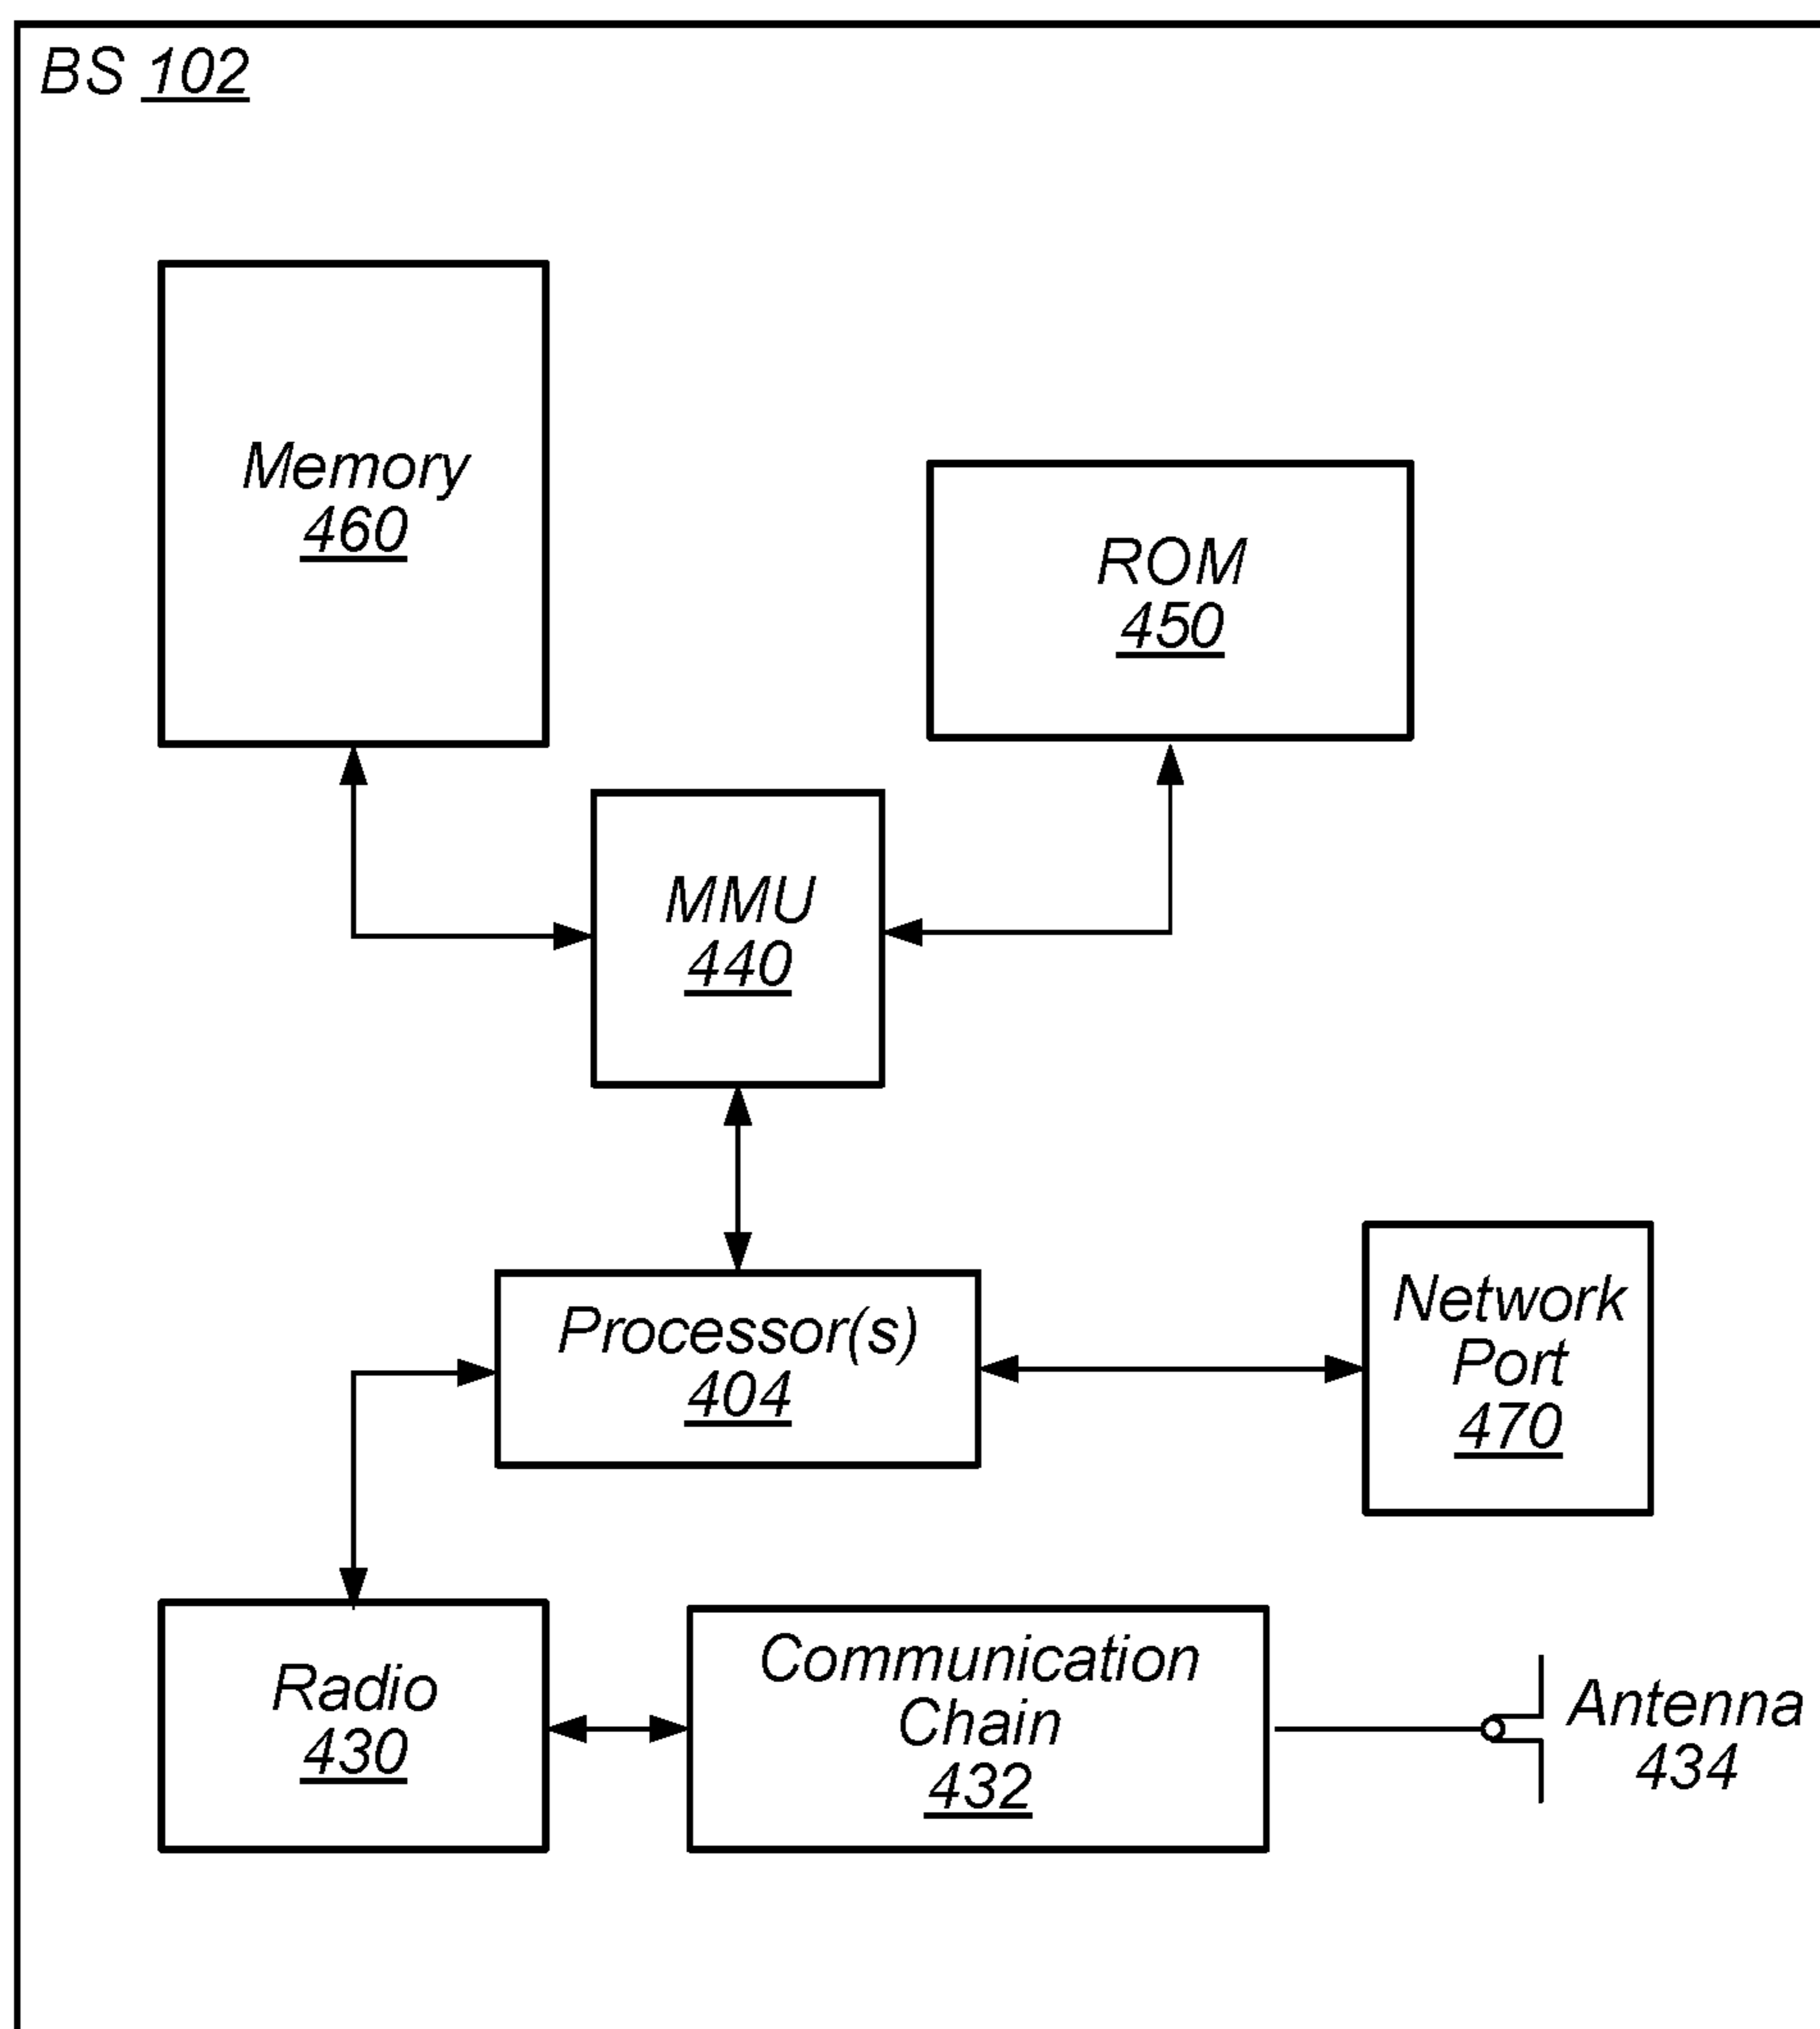 BS 102
Memory
460
ROM
450
MMU
440
Processor(s)
404
Network
Port
470
Radio
430
Communication
Chain
432
Antenna
434